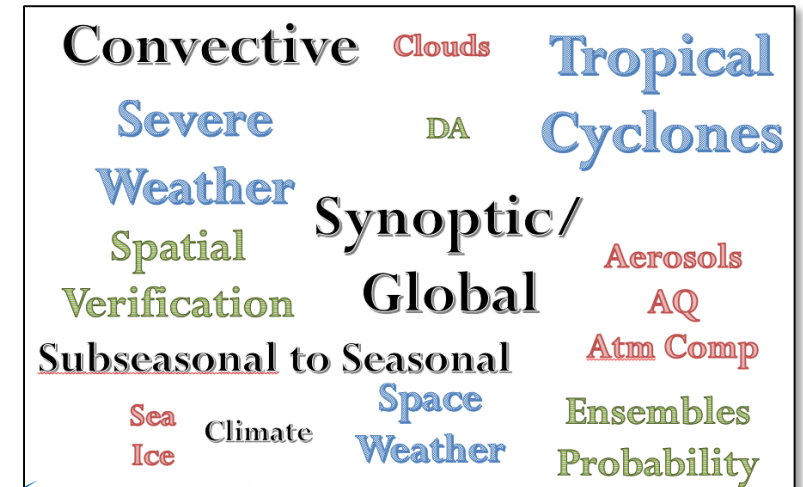 Convective
Clouds
Tropical
Cyclones
Severe
Weather
DA
Synoptic/
Global
Spatial
Verification
Aerosols
AQ
Atm Comp
Subseasonal to Seasonal
Sea
Ice
Climate
Space
Weather
Ensembles
Probability